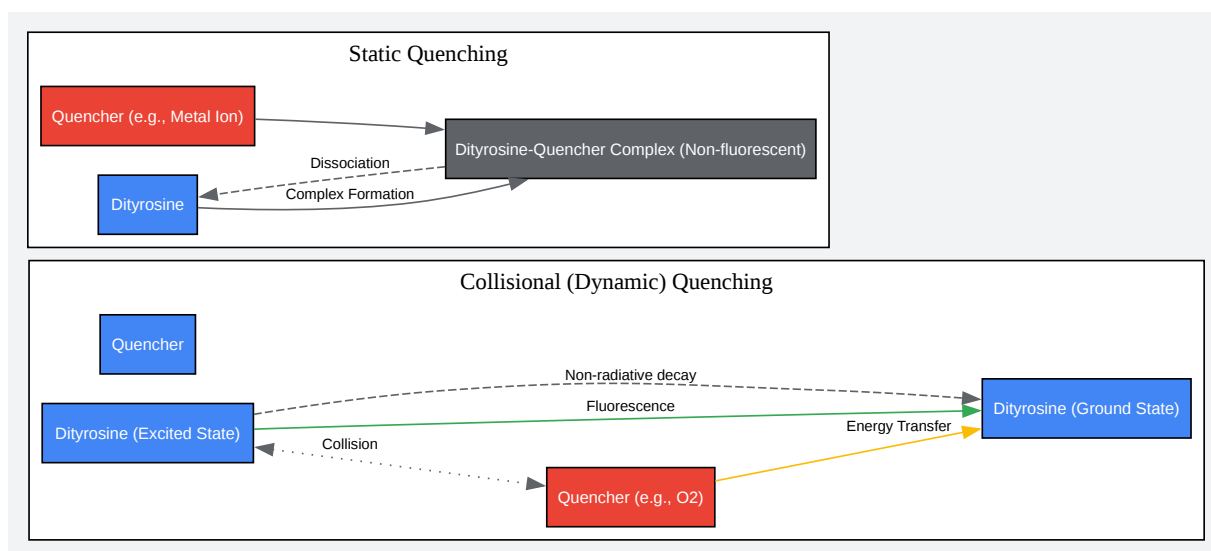 Static Quenching
Quencher (e.g., Metal Ion)
Dityrosine-Quencher Complex (Non-fluorescent)
Dissociation
Complex Formation
Dityrosine
Collisional (Dynamic) Quenching
Quencher
Non-radiative decay
Fluorescence
Dityrosine (Ground State)
Energy Transfer
Dityrosine (Excited State)
Collision
Quencher (e.g., O2)